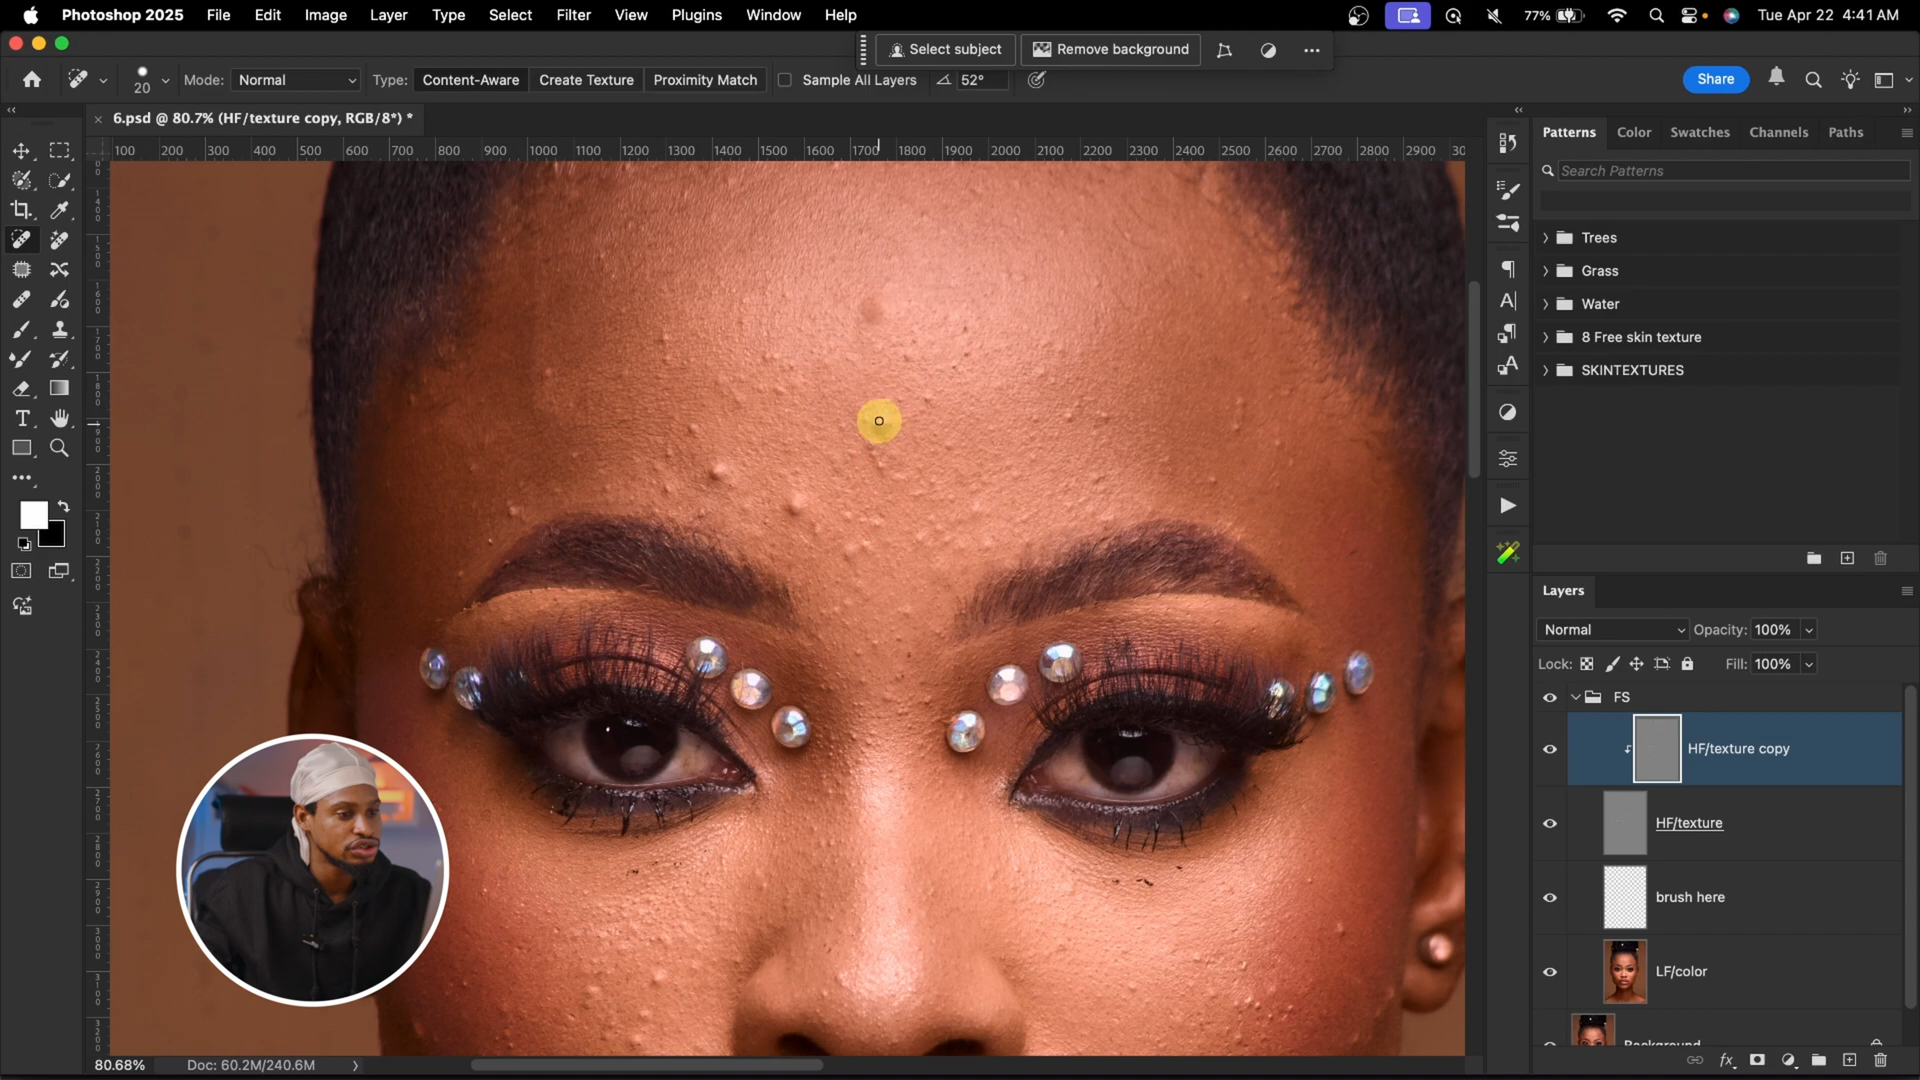 Photoshop 2025 File Edit Image Layer Type Select Filter View Plugins Window Help 77% Tue Apr 22 4:41 AM
Select subject Remove background
20 Mode: Normal Type: Content-Aware Create Texture Proximity Match Sample All Layers 52° Share
6.psd @ 80.7% (HF/texture copy, RGB/8*) *
Patterns Color Swatches Channels Paths
100 200 300 400 500 600 700 800 900 1000 1100 1200 1300 1400 1500 1600 1700 1800 1900 2000 2100 2200 2300 2400 2500 2600 2700 2800 2900 30
Search Patterns
Trees
Grass
Water
8 Free skin texture
SKINTEXTURES
Layers
Normal Opacity: 100%
Lock: Fill: 100%
FS
HF/texture copy
HF/texture
brush here
LF/color
Background
80.68% Doc: 60.2M/240.6M